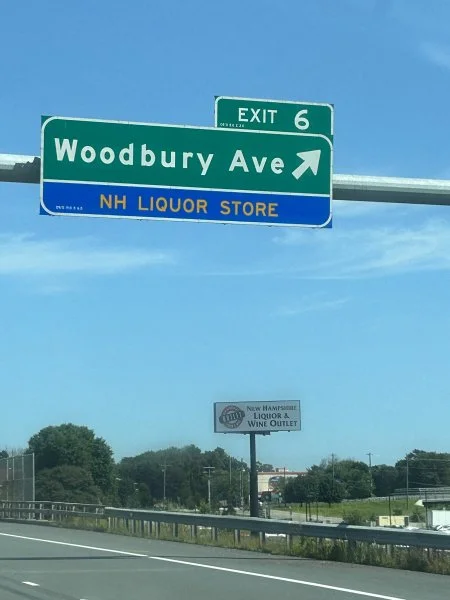 EXIT 6
Woodbury Ave
NH LIQUOR STORE
NEW HAMPSHIRE
LIQUOR &
WINE OUTLET